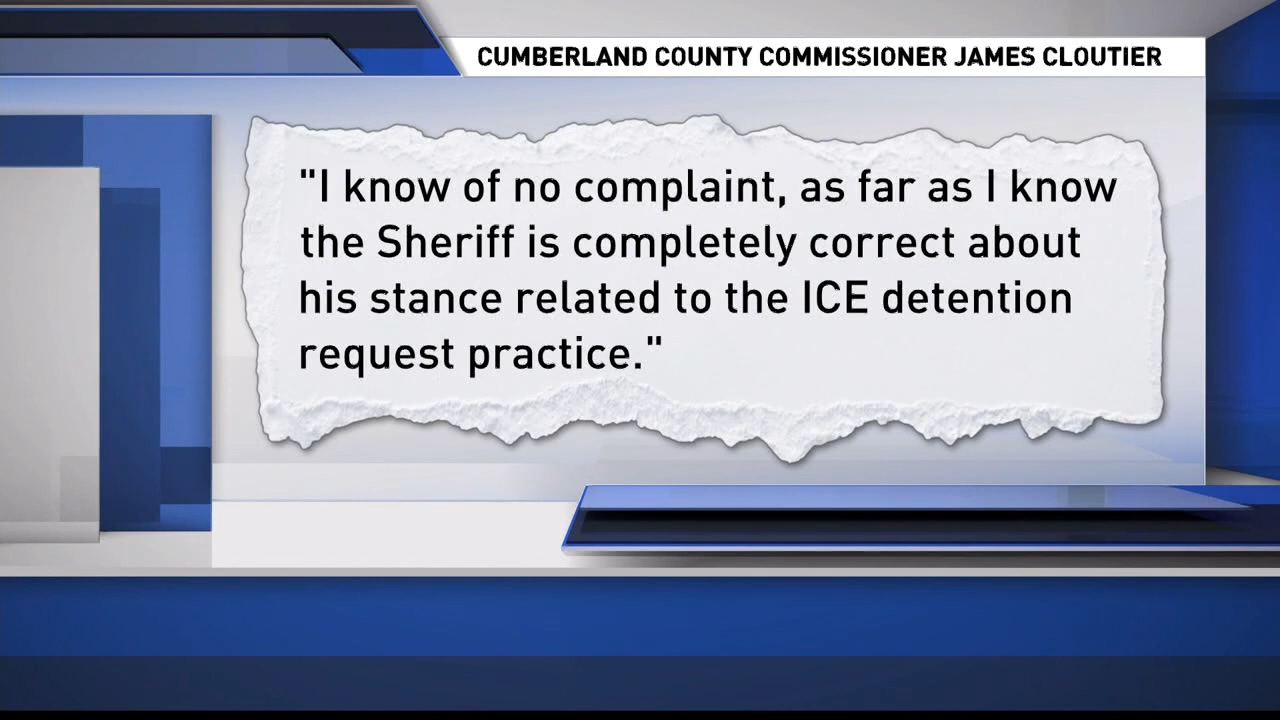 CUMBERLAND COUNTY COMMISSIONER JAMES CLOUTIER
"I know of no complaint, as far as I know
the Sheriff is completely correct about
his stance related to the ICE detention
request practice."